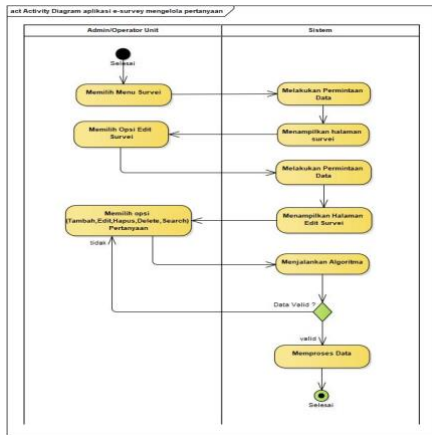 act Activity Diagram aplikasi e-survey mengelola pertanyaan
Admin/Operator Unit
Sistem
Selesai
Memilih Menu Survei
Melakukan Permintaan
Data
Memilih Opsi Edit
Survei
Menampilkan halaman
survei
Melakukan Permintaan
Data
Memilih opsi
(Tambah,Edit,Hapus,Delete,Search)
Pertanyaan
Menampilkan Halaman
Edit Survei
tidak
Menjalankan Algoritma
Data Valid ?
valid
Memproses Data
Selesai